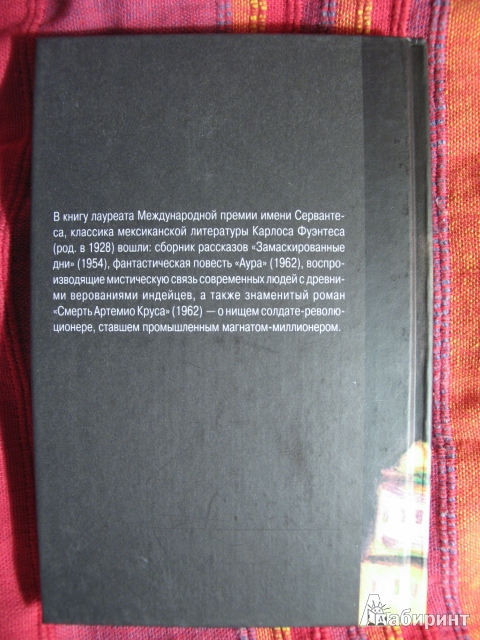 В книгу лауреата Международной премии имени Серванте-
са, классика мексиканской литературы Карлоса Фуэнтеса
(род. в 1928) вошли: сборник рассказов «Замаскированные
дни» (1954), фантастическая повесть «Аура» (1962), воспро-
изводящие мистическую связь современных людей с древни-
ми верованиями индейцев, а также знаменитый роман
«Смерть Артемио Круса» (1962) — о нищем солдате-револю-
ционере, ставшем промышленным магнатом-миллионером.
Лабиринт